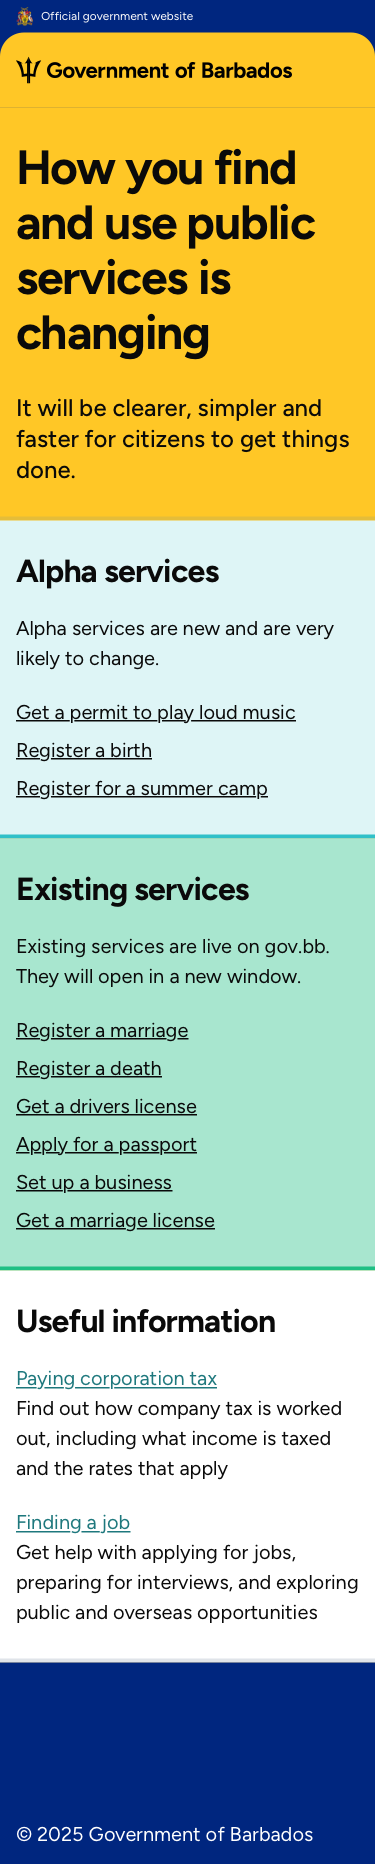 Official government website
Government of Barbados
How you find
and use public
services is
changing
It will be clearer, simpler and
faster for citizens to get things
done.
Alpha services
Alpha services are new and are very
likely to change.
Get a permit to play loud music
Register a birth
Register for a summer camp
Existing services
Existing services are live on gov.bb.
They will open in a new window.
Register a marriage
Register a death
Get a drivers license
Apply for a passport
Set up a business
Get a marriage license
Useful information
Paying corporation tax
Find out how company tax is worked
out, including what income is taxed
and the rates that apply
Finding a job
Get help with applying for jobs,
preparing for interviews, and exploring
public and overseas opportunities
© 2025 Government of Barbados